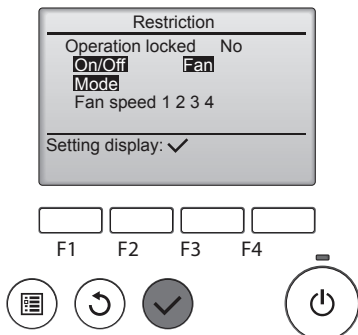 Restriction
Operation locked No
On/Off Fan
Mode
Fan speed 1 2 3 4
Setting display: ✓
F1 F2 F3 F4